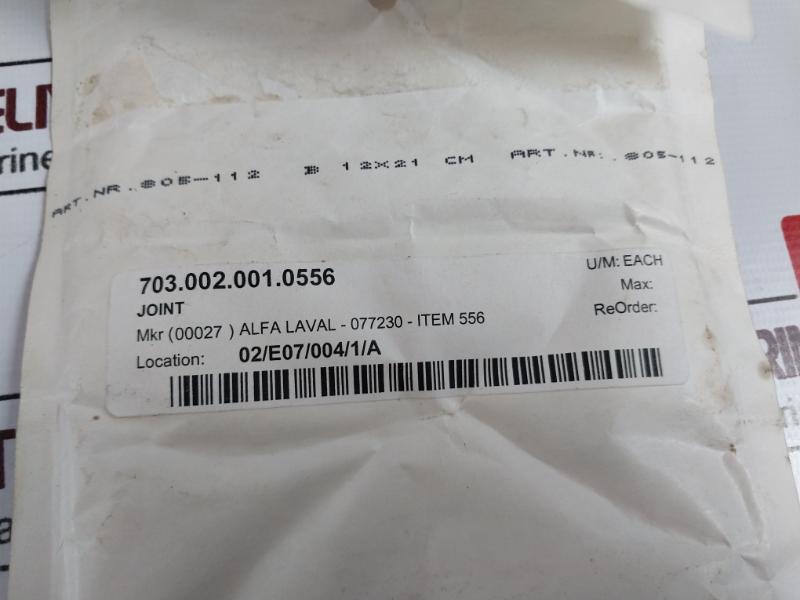 ART.NR.805-112 B 12X21 CM ART.NR:.805-112
703.002.001.0556
U/M: EACH
JOINT
Max:
Mkr (00027 ) ALFA LAVAL - 077230 - ITEM 556
ReOrder:
Location: 02/E07/004/1/A